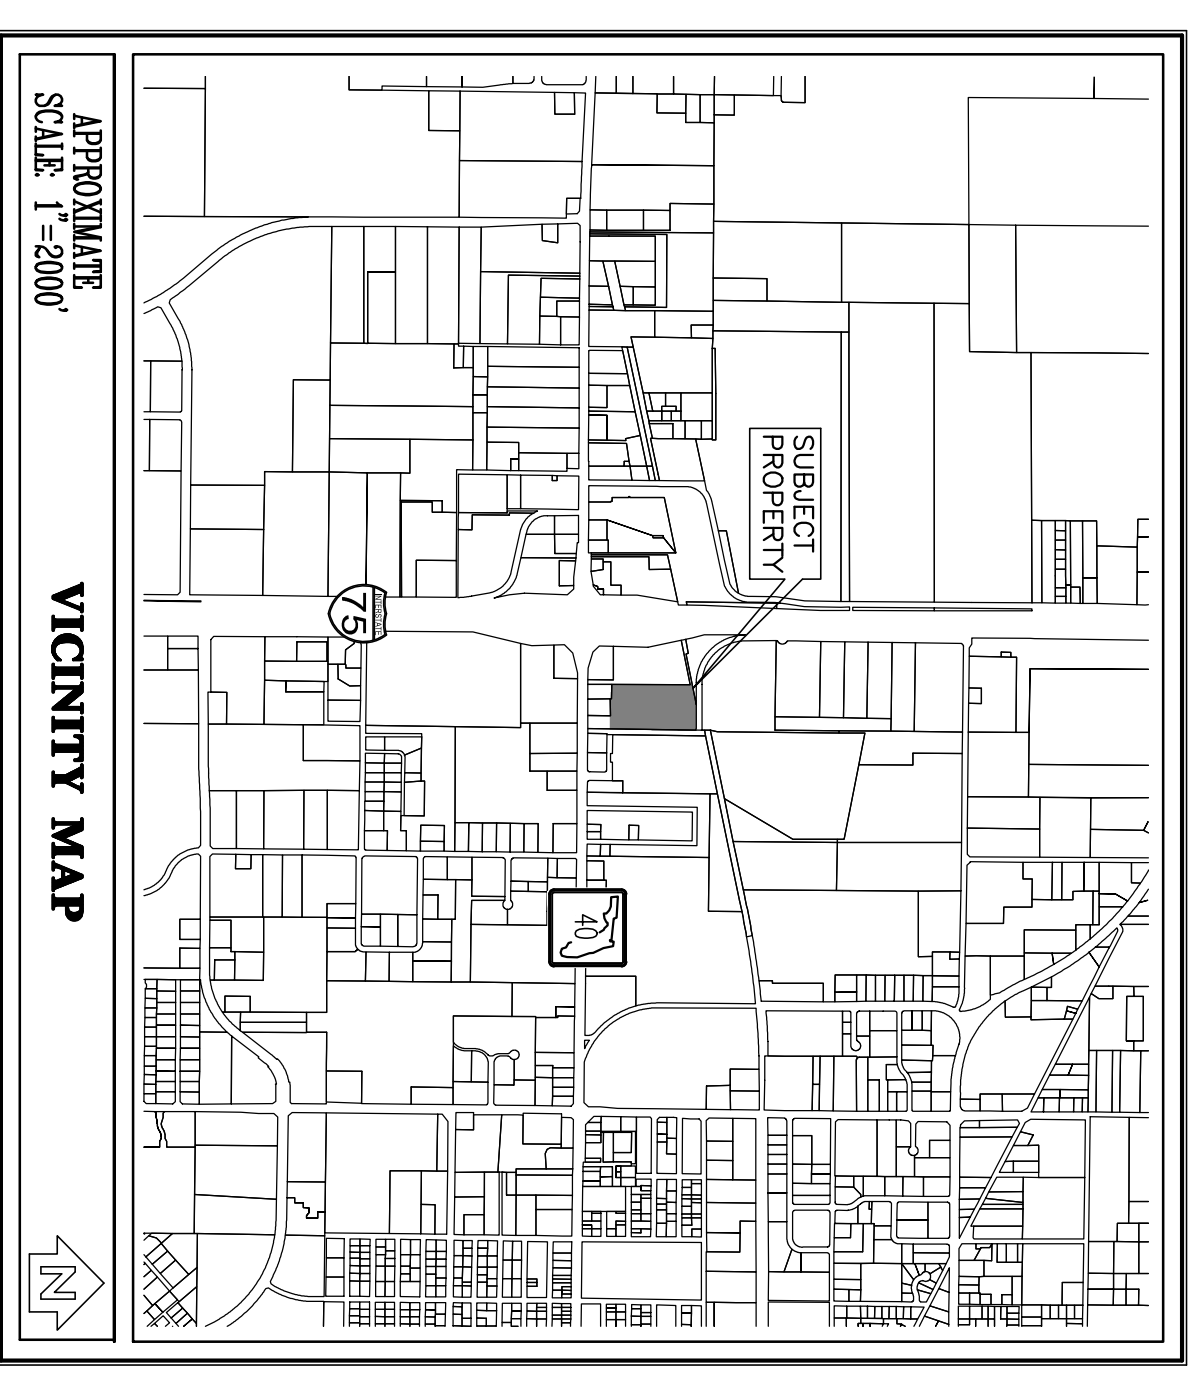 SUBJECT
PROPERTY
INTERSTATE
75
40
APPROXIMATE
SCALE: 1"=2000'
VICINITY MAP
N